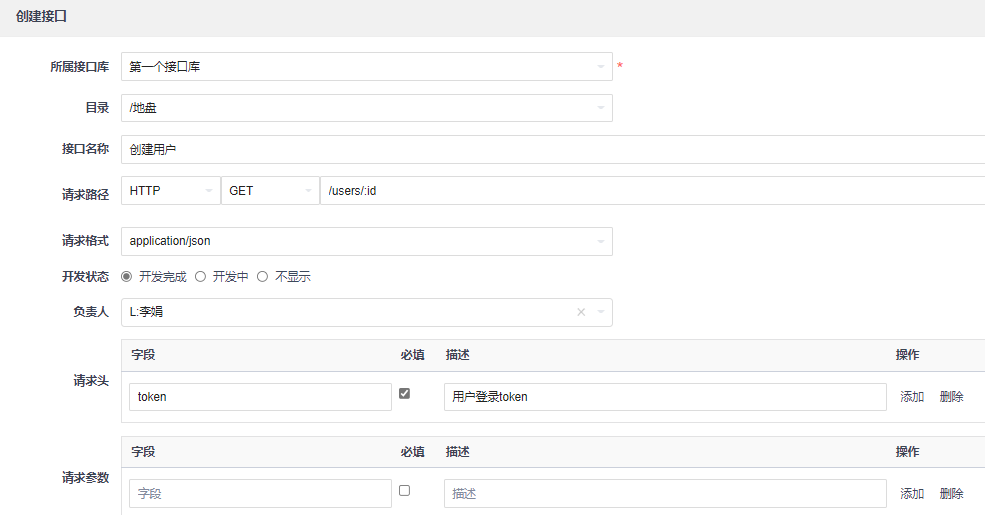 创建接口
所属接口库 第一个接口库 *
目录 /地盘
接口名称 创建用户
请求路径 HTTP GET /users/:id
请求格式 application/json
开发状态 开发完成 开发中 不显示
负责人 L:李娟
字段 必填 描述 操作
请求头
token 用户登录token 添加 删除
字段 必填 描述 操作
请求参数
字段 描述 添加 删除